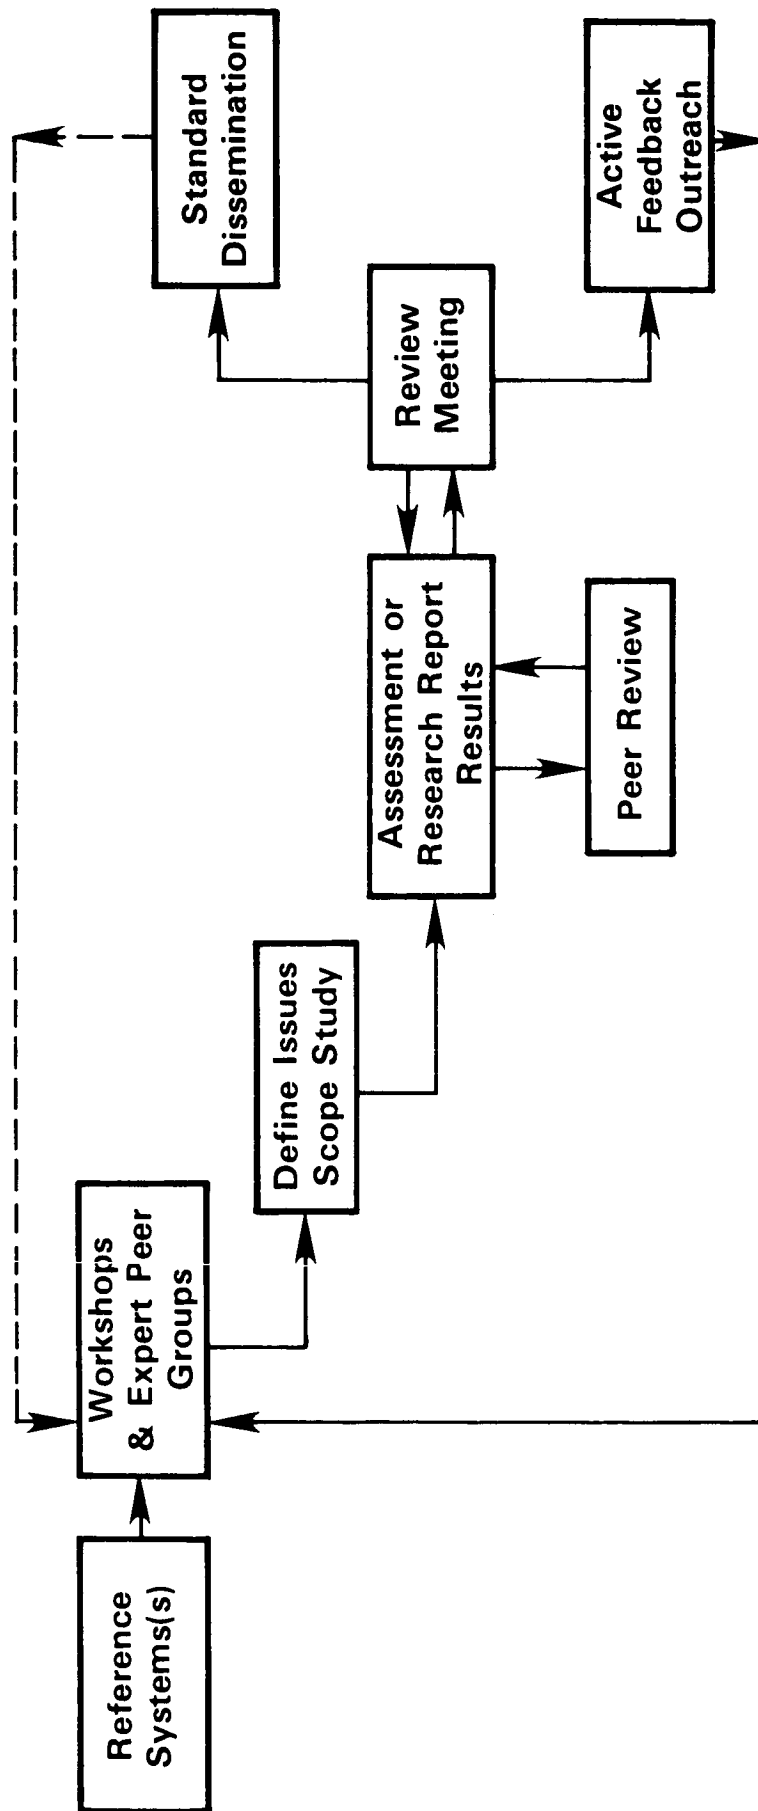 Reference
Systems(s)
Workshops
& Expert Peer
Groups
Define Issues
Scope Study
Assessment or
Research Report
Results
Peer Review
Review
Meeting
Standard
Dissemination
Active
Feedback
Outreach